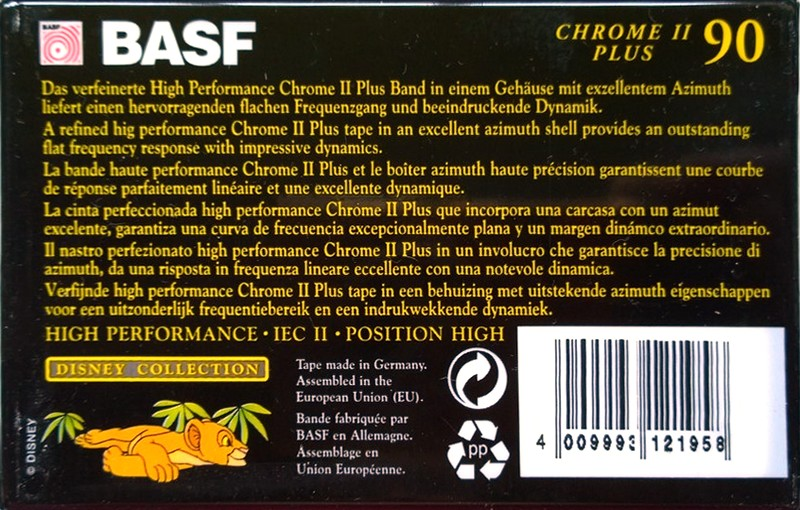 BASF
BASF
CHROME II
PLUS
90
Das verfeinerte High Performance Chrome II Plus Band in einem Gehäuse mit exzellentem Azimuth
liefert einen hervorragenden flachen Frequenzgang und beeindruckende Dynamik.
A refined hig performance Chrome II Plus tape in an excellent azimuth shell provides an outstanding
flat frequency response with impressive dynamics.
La bande haute performance Chrome II Plus et le boîter azimuth haute précision garantissent une courbe
de réponse parfaitement linéaire et une excellente dynamique.
La cinta perfeccionada high performance Chrome II Plus que incorpora una carcasa con un azimut
excelente, garantiza una curva de frecuencia excepcionalmente plana y un margen dinámco extraordinario.
Il nastro perfezionato high performance Chrome II Plus in un involucro che garantisce la precisione di
azimuth, da una risposta in frequenza lineare eccellente con una notevole dinamica.
Verfijnde high performance Chrome II Plus tape in een behuizing met uitstekende azimuth eigenschappen
voor een uitzonderlijk frequentiebereik en een indrukwekkende dynamiek.
HIGH PERFORMANCE · IEC II · POSITION HIGH
DISNEY COLLECTION
Tape made in Germany.
Assembled in the
European Union (EU).
Bande fabriquée par
BASF en Allemagne.
Assemblage en
Union Européenne.
PP
© DISNEY
4 009993 121958